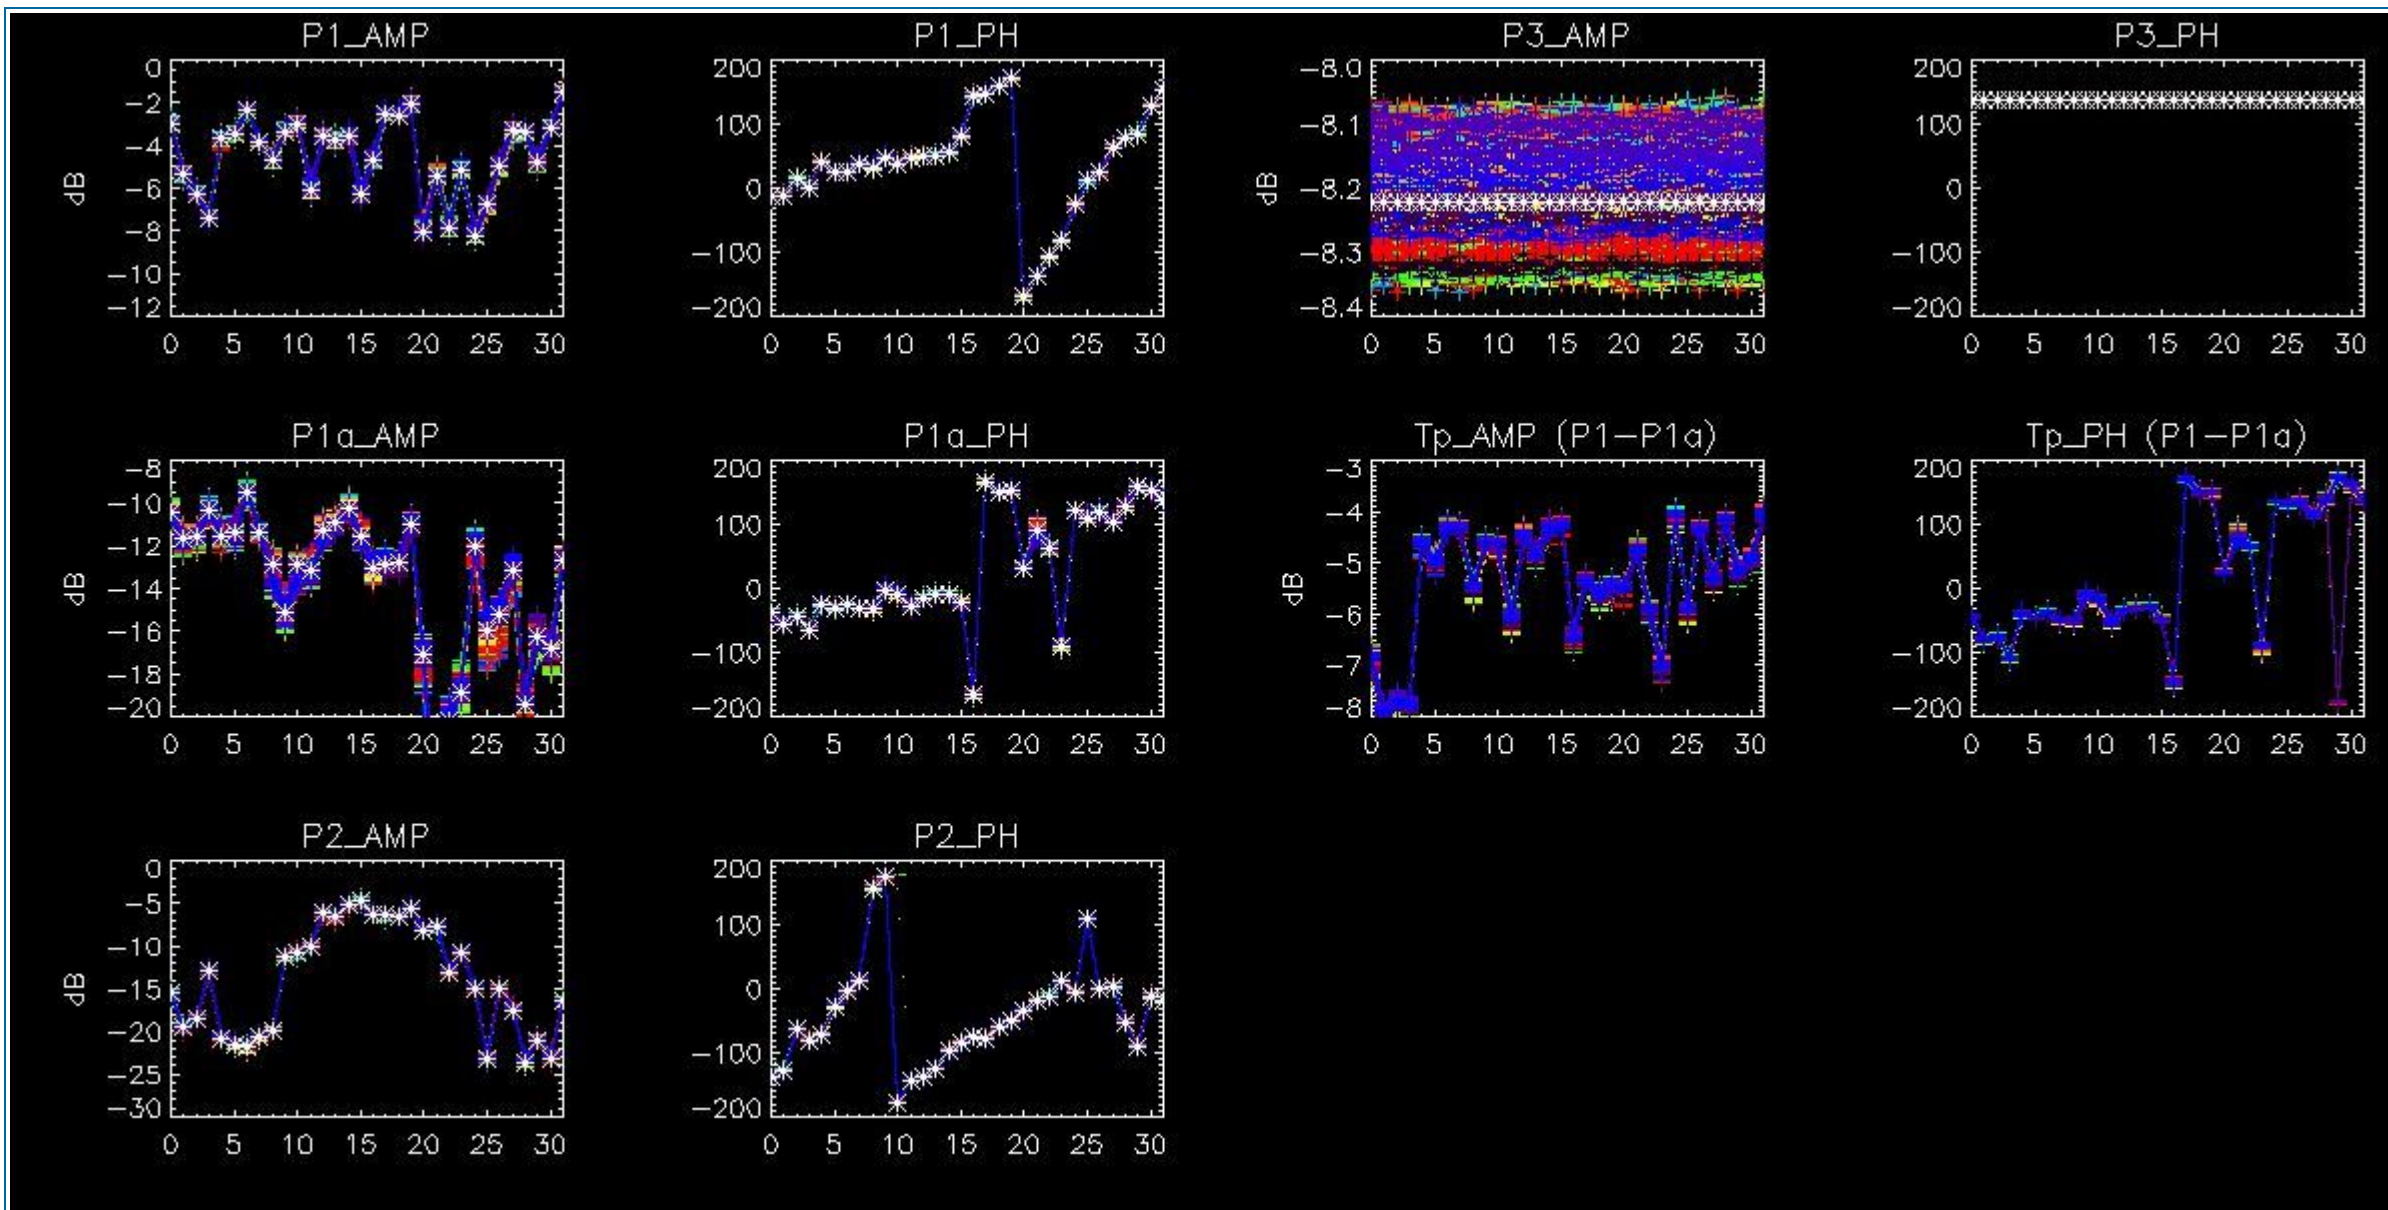 P1_AMP
0
−2
−4
−6
−8
−10
−12
dB
0 5 10 15 20 25 30
P1_PH
200
100
0
−100
−200
0 5 10 15 20 25 30
P3_AMP
−8.0
−8.1
−8.2
−8.3
−8.4
dB
0 5 10 15 20 25 30
P3_PH
200
100
0
−100
−200
0 5 10 15 20 25 30
P1a_AMP
−8
−10
−12
−14
−16
−18
−20
dB
0 5 10 15 20 25 30
P1a_PH
200
100
0
−100
−200
0 5 10 15 20 25 30
Tp_AMP (P1−P1a)
−3
−4
−5
−6
−7
−8
dB
0 5 10 15 20 25 30
Tp_PH (P1−P1a)
200
100
0
−100
−200
0 5 10 15 20 25 30
P2_AMP
0
−5
−10
−15
−20
−25
−30
dB
0 5 10 15 20 25 30
P2_PH
200
100
0
−100
−200
0 5 10 15 20 25 30